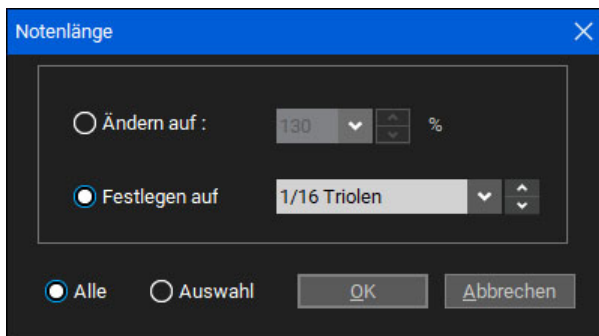 Notenlänge
Ändern auf : 130 %
Festlegen auf 1/16 Triolen
Alle Auswahl OK Abbrechen